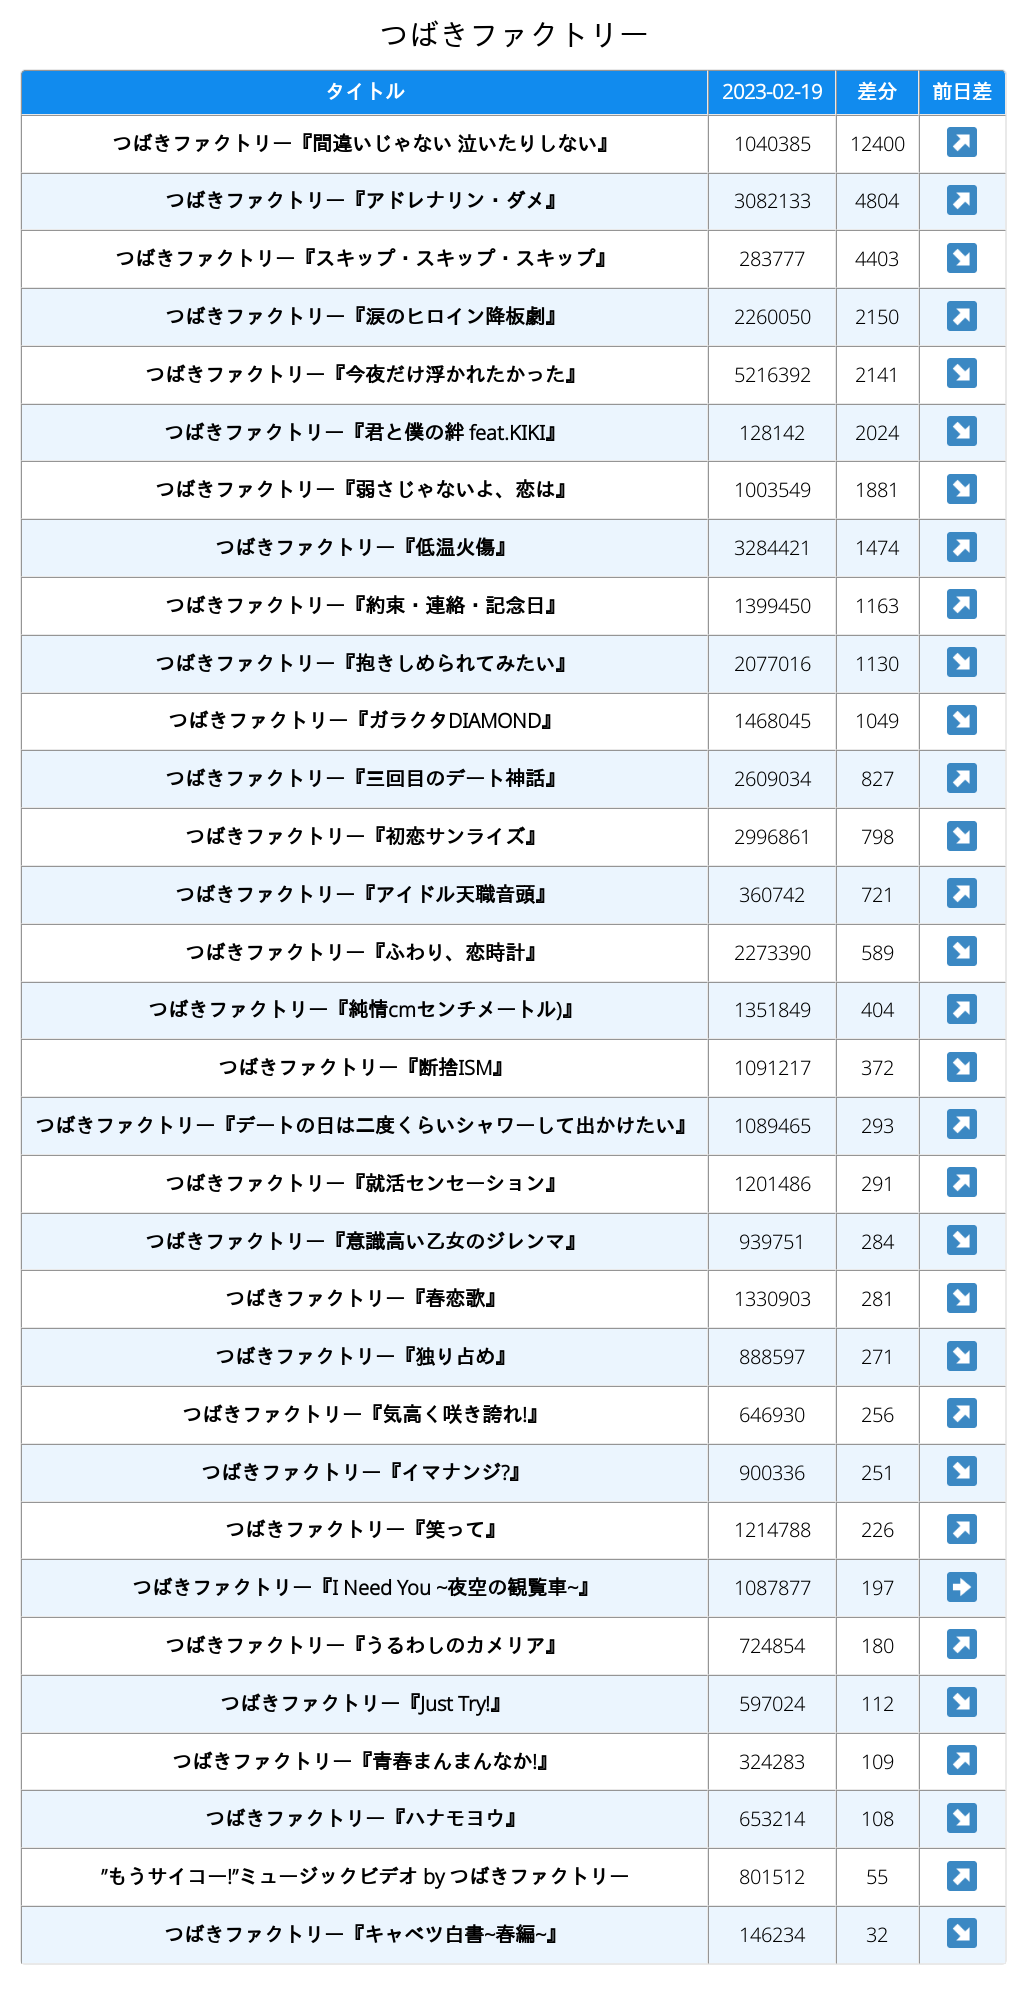 つばきファクトリー
タイトル 2023-02-19 差分 前日差
つばきファクトリー『間違いじゃない 泣いたりしない』 1040385 12400 ↗
つばきファクトリー『アドレナリン・ダメ』 3082133 4804 ↗
つばきファクトリー『スキップ・スキップ・スキップ』 283777 4403 ↘
つばきファクトリー『涙のヒロイン降板劇』 2260050 2150 ↗
つばきファクトリー『今夜だけ浮かれたかった』 5216392 2141 ↘
つばきファクトリー『君と僕の絆 feat.KIKI』 128142 2024 ↘
つばきファクトリー『弱さじゃないよ、恋は』 1003549 1881 ↘
つばきファクトリー『低温火傷』 3284421 1474 ↗
つばきファクトリー『約束・連絡・記念日』 1399450 1163 ↗
つばきファクトリー『抱きしめられてみたい』 2077016 1130 ↘
つばきファクトリー『ガラクタDIAMOND』 1468045 1049 ↘
つばきファクトリー『三回目のデート神話』 2609034 827 ↗
つばきファクトリー『初恋サンライズ』 2996861 798 ↘
つばきファクトリー『アイドル天職音頭』 360742 721 ↗
つばきファクトリー『ふわり、恋時計』 2273390 589 ↘
つばきファクトリー『純情cmセンチメートル)』 1351849 404 ↗
つばきファクトリー『断捨ISM』 1091217 372 ↘
つばきファクトリー『デートの日は二度くらいシャワーして出かけたい』 1089465 293 ↗
つばきファクトリー『就活センセーション』 1201486 291 ↗
つばきファクトリー『意識高い乙女のジレンマ』 939751 284 ↘
つばきファクトリー『春恋歌』 1330903 281 ↘
つばきファクトリー『独り占め』 888597 271 ↘
つばきファクトリー『気高く咲き誇れ!』 646930 256 ↗
つばきファクトリー『イマナンジ?』 900336 251 ↘
つばきファクトリー『笑って』 1214788 226 ↗
つばきファクトリー『I Need You ~夜空の観覧車~』 1087877 197 ➡
つばきファクトリー『うるわしのカメリア』 724854 180 ↗
つばきファクトリー『Just Try!』 597024 112 ↘
つばきファクトリー『青春まんまんなか!』 324283 109 ↗
つばきファクトリー『ハナモヨウ』 653214 108 ↘
"もうサイコー!"ミュージックビデオ by つばきファクトリー 801512 55 ↗
つばきファクトリー『キャベツ白書~春編~』 146234 32 ↘